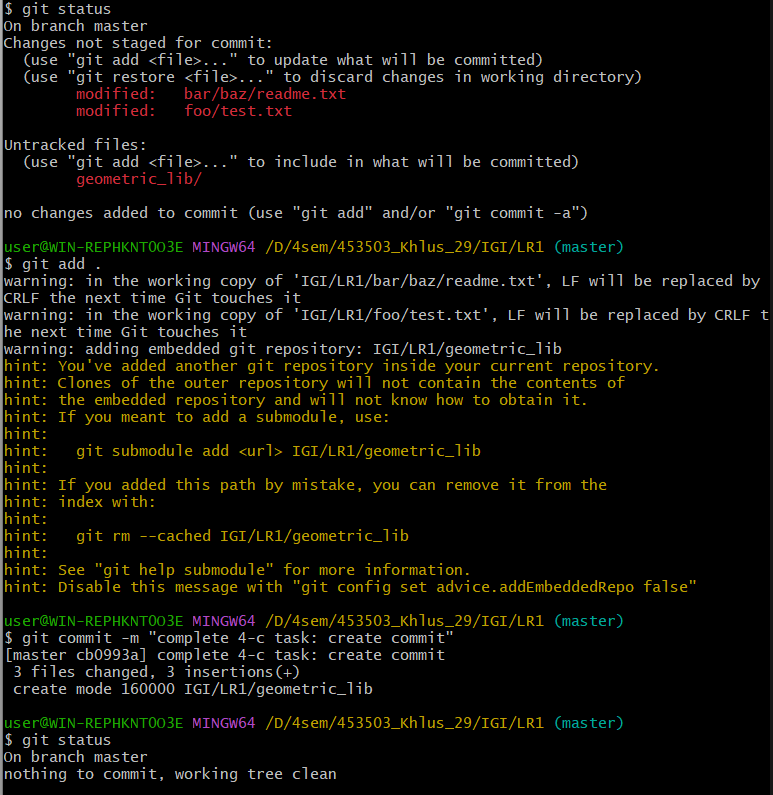 $ git status
On branch master
Changes not staged for commit:
  (use "git add <file>..." to update what will be committed)
  (use "git restore <file>..." to discard changes in working directory)
        modified:   bar/baz/readme.txt
        modified:   foo/test.txt

Untracked files:
  (use "git add <file>..." to include in what will be committed)
        geometric_lib/

no changes added to commit (use "git add" and/or "git commit -a")

user@WIN-REPHKNTOO3E MINGW64 /D/4sem/453503_Khlus_29/IGI/LR1 (master)
$ git add .
warning: in the working copy of 'IGI/LR1/bar/baz/readme.txt', LF will be replaced by
CRLF the next time Git touches it
warning: in the working copy of 'IGI/LR1/foo/test.txt', LF will be replaced by CRLF t
he next time Git touches it
warning: adding embedded git repository: IGI/LR1/geometric_lib
hint: You've added another git repository inside your current repository.
hint: Clones of the outer repository will not contain the contents of
hint: the embedded repository and will not know how to obtain it.
hint: If you meant to add a submodule, use:
hint:
hint:   git submodule add <url> IGI/LR1/geometric_lib
hint:
hint: If you added this path by mistake, you can remove it from the
hint: index with:
hint:
hint:   git rm --cached IGI/LR1/geometric_lib
hint:
hint: See "git help submodule" for more information.
hint: Disable this message with "git config set advice.addEmbeddedRepo false"

user@WIN-REPHKNTOO3E MINGW64 /D/4sem/453503_Khlus_29/IGI/LR1 (master)
$ git commit -m "complete 4-c task: create commit"
[master cb0993a] complete 4-c task: create commit
 3 files changed, 3 insertions(+)
 create mode 160000 IGI/LR1/geometric_lib

user@WIN-REPHKNTOO3E MINGW64 /D/4sem/453503_Khlus_29/IGI/LR1 (master)
$ git status
On branch master
nothing to commit, working tree clean